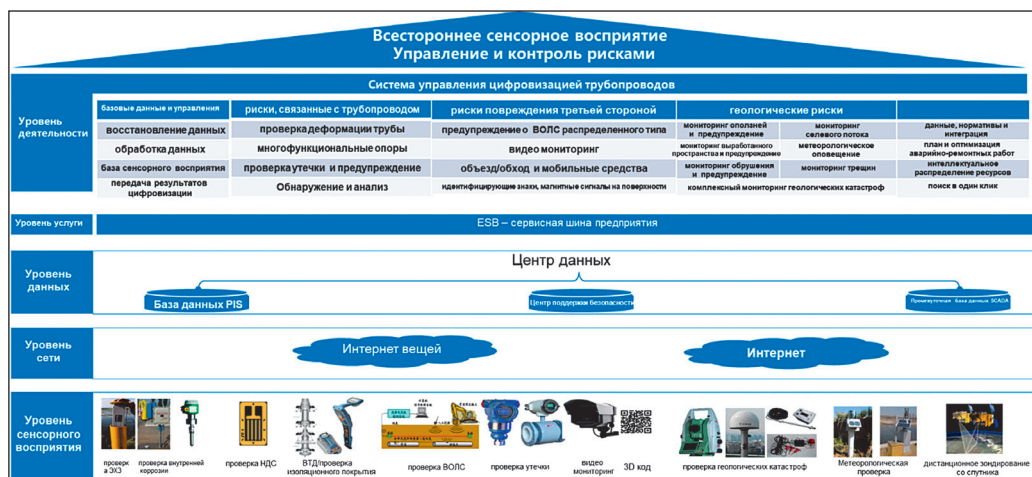 Всестороннее сенсорное восприятие
Управление и контроль рисками
Система управления цифровизацией трубопроводов
Уровень
деятельности
базовые данные и управления
риски, связанные с трубопроводом
риски повреждения третьей стороной
геологические риски
восстановление данных
проверка деформации трубы
предупреждение о ВОЛС распределенного типа
мониторинг ополаней
и предупреждение
мониторинг
селевого потока
данные, нормативы и
интеграция
обработка данных
многофункциональные опоры
видео мониторинг
мониторинг выработанного
пространства и предупреждение
метеорологическое
оповещение
план и оптимизация
аварийно-ремонтных работ
база сенсорного восприятия
проверка утечки и предупреждение
объезд/обход и мобильные средства
мониторинг обрушения
и предупреждение
мониторинг трещин
интеллектуальное
распределение ресурсов
передача результатов
цифровизации
Обнаружение и анализ
идентифицирующие знаки, магнитные сигналы на поверхности
комплексный мониторинг геологических катастроф
поиск в один клик
Уровень услуги
ESB – сервисная шина предприятия
Уровень
данных
Центр данных
База данных PIS
Центр поддержки безопасности
Промежуточная База данных SCADA
Уровень
сети
Интернет вещей
Интернет
Уровень
сенсорного
восприятия
проверк
а ЭХЗ
проверка внутренней
коррозии
проверка НДС
ВТД/проверка
изоляционного покрытия
проверка ВОЛС
проверка утечки
видео
мониторинг
3D код
проверка геологических катастроф
Метеорологическая
проверка
дистанционное зондирование
со спутника